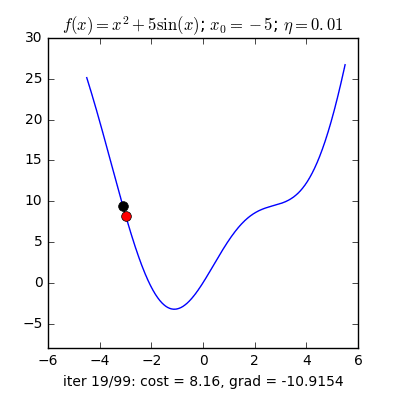 f(x) = x² + 5sin(x); x₀ = −5; η = 0.01
30
25
20
15
10
5
0
−5
−6 −4 −2 0 2 4 6
iter 19/99: cost = 8.16, grad = -10.9154